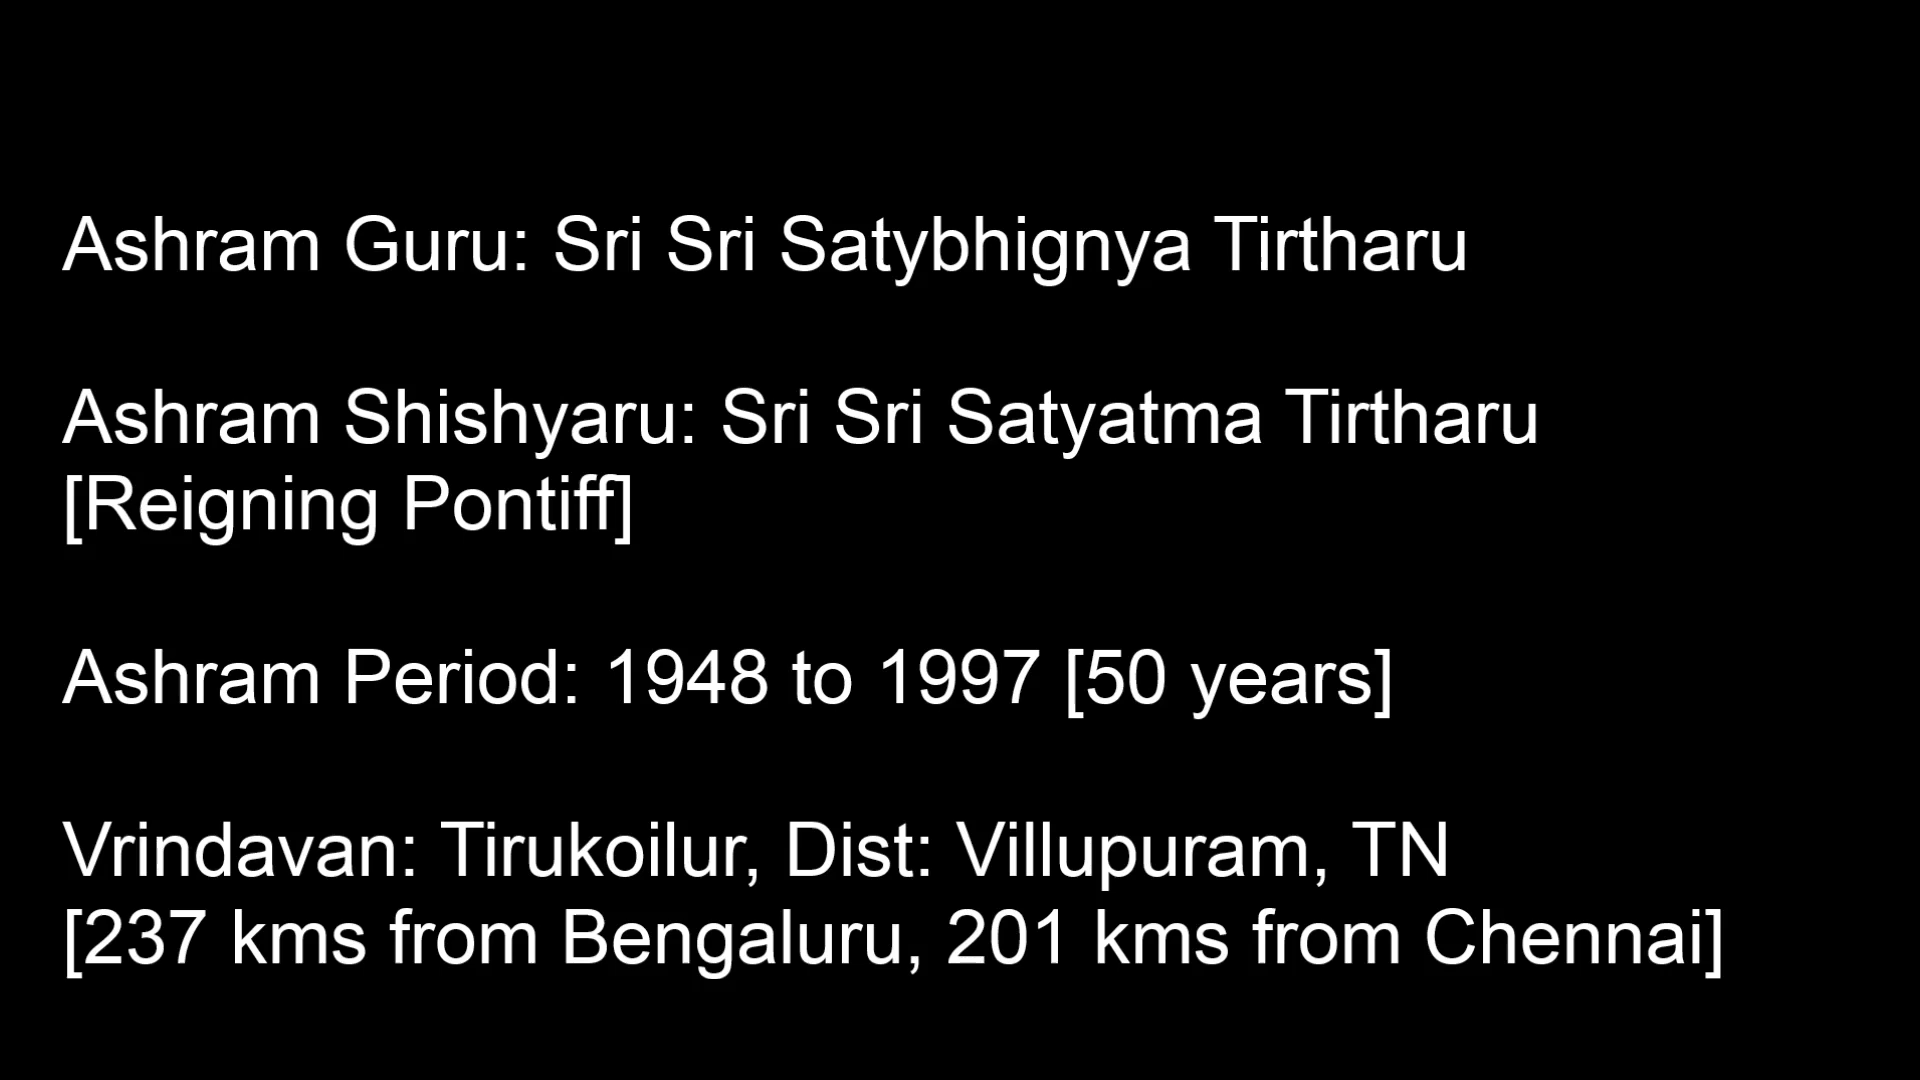 Ashram Guru: Sri Sri Satybhignya Tirtharu
Ashram Shishyaru: Sri Sri Satyatma Tirtharu
[Reigning Pontiff]
Ashram Period: 1948 to 1997 [50 years]
Vrindavan: Tirukoilur, Dist: Villupuram, TN
[237 kms from Bengaluru, 201 kms from Chennai]